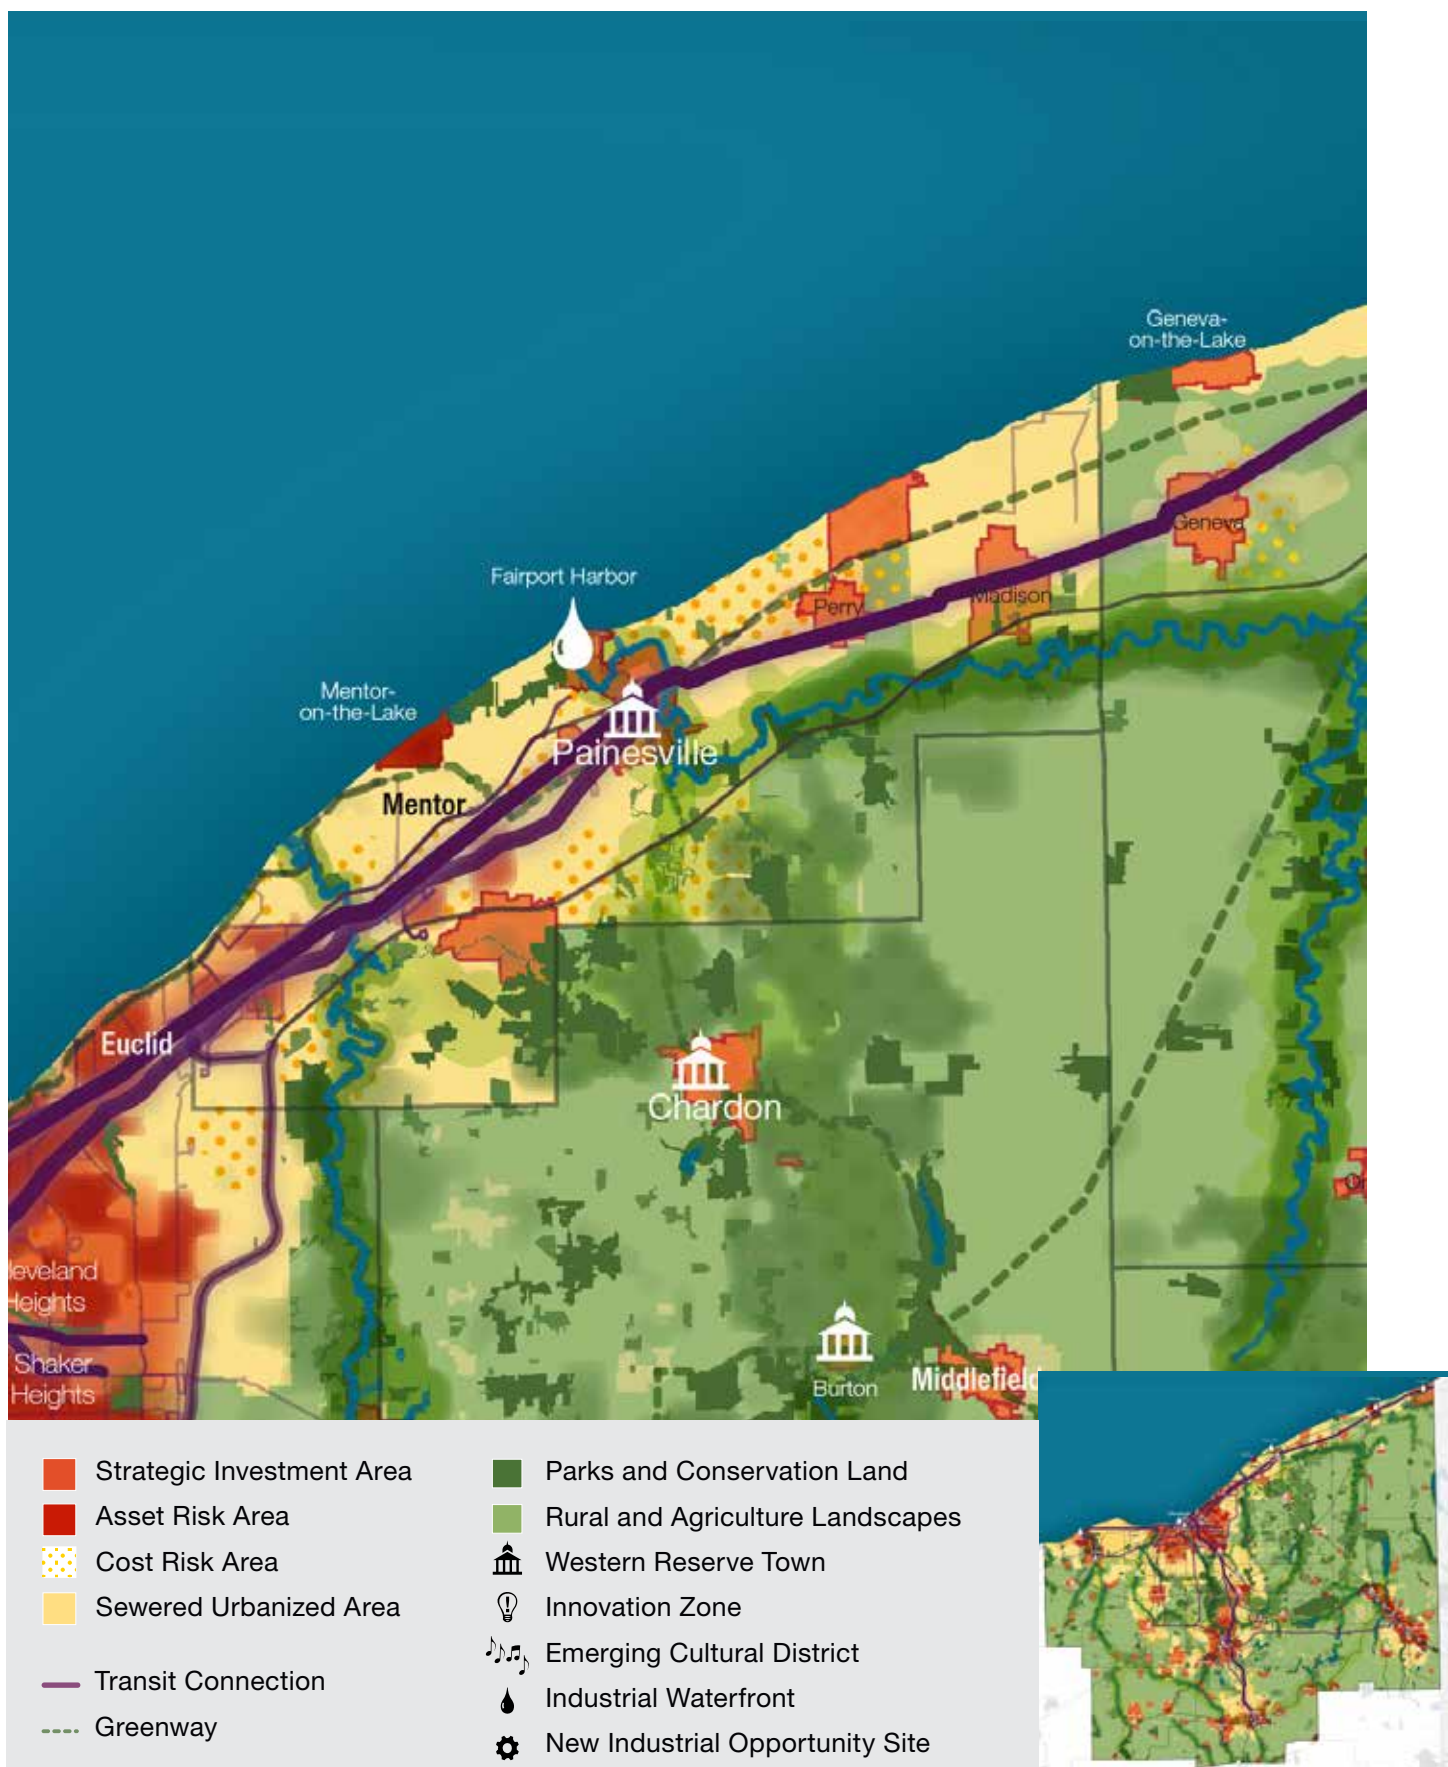 Geneva-
on-the-Lake
Geneva
Fairport Harbor
Perry
Madison
Mentor-
on-the-Lake
Painesville
Mentor
Euclid
Chardon
leveland
Heights
Shaker
Heights
Burton
Middlefield
Strategic Investment Area
Asset Risk Area
Cost Risk Area
Sewered Urbanized Area
Transit Connection
Greenway
Parks and Conservation Land
Rural and Agriculture Landscapes
Western Reserve Town
Innovation Zone
Emerging Cultural District
Industrial Waterfront
New Industrial Opportunity Site